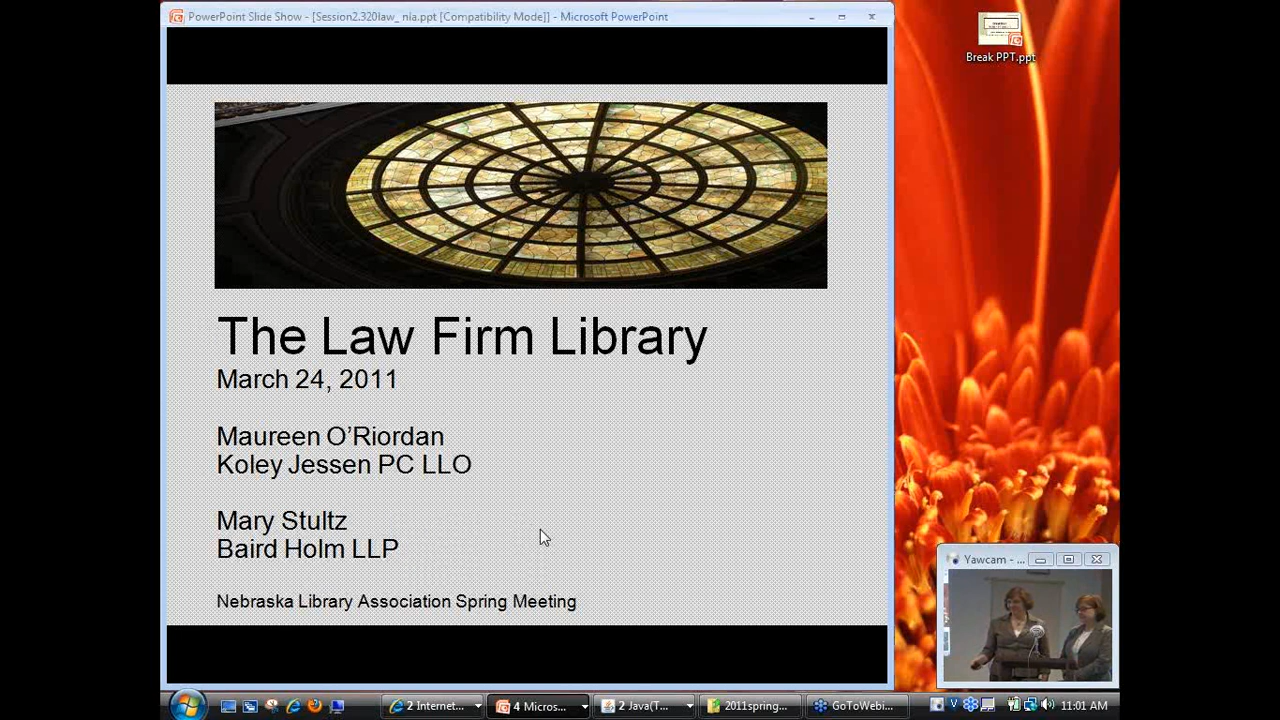 PowerPoint Slide Show - [Session2.320law_ nla.ppt [Compatibility Mode]] - Microsoft PowerPoint
Break PPT.ppt
The Law Firm Library
March 24, 2011
Maureen O’Riordan
Koley Jessen PC LLO
Mary Stultz
Baird Holm LLP
Nebraska Library Association Spring Meeting
Yawcam - ...
2 Internet...
4 Micros...
2 Java(T...
2011spring...
GoToWebi...
V
11:01 AM